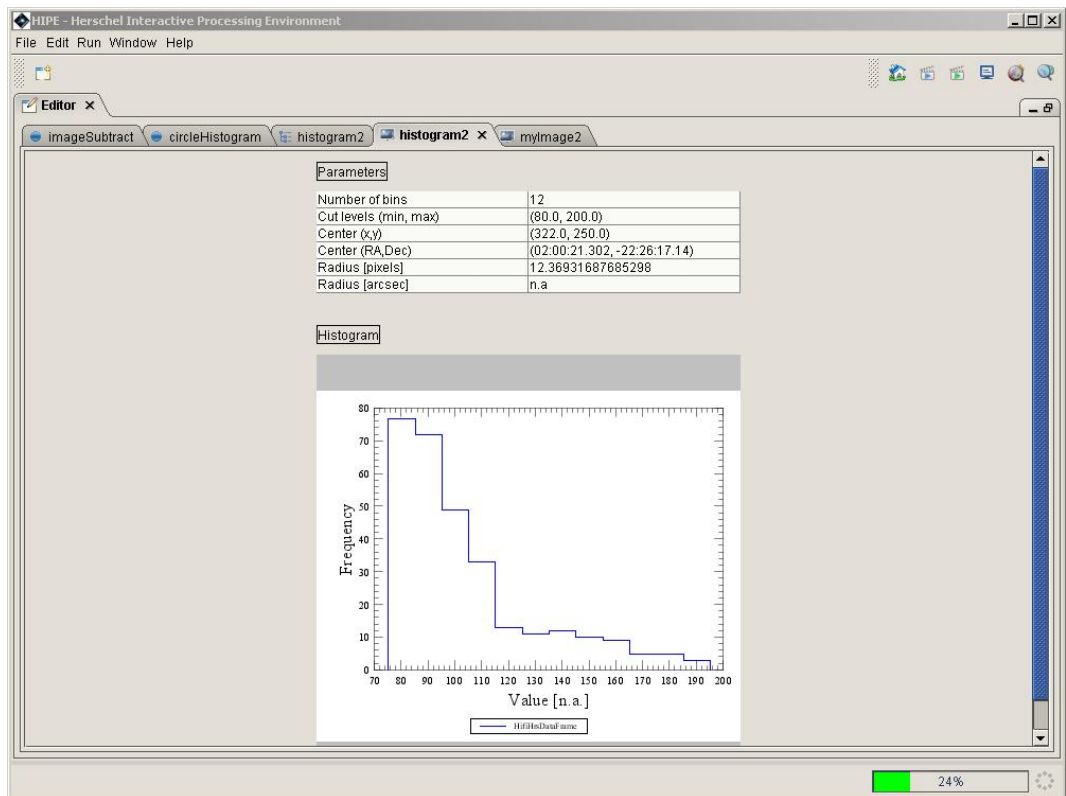 HIPE - Herschel Interactive Processing Environment
File Edit Run Window Help
Editor
imageSubtract circleHistogram histogram2 histogram2 myImage2
Parameters
Number of bins 12
Cut levels (min, max) (80.0, 200.0)
Center (x,y) (322.0, 250.0)
Center (RA,Dec) (02:00:21.302, -22:26:17.14)
Radius [pixels] 12.36931687685298
Radius [arcsec] n.a
Histogram
80
70
60
50
40
30
20
10
0
Frequency
70 80 90 100 110 120 130 140 150 160 170 180 190 200
Value [n.a.]
HifiHrsDataFrame
24%